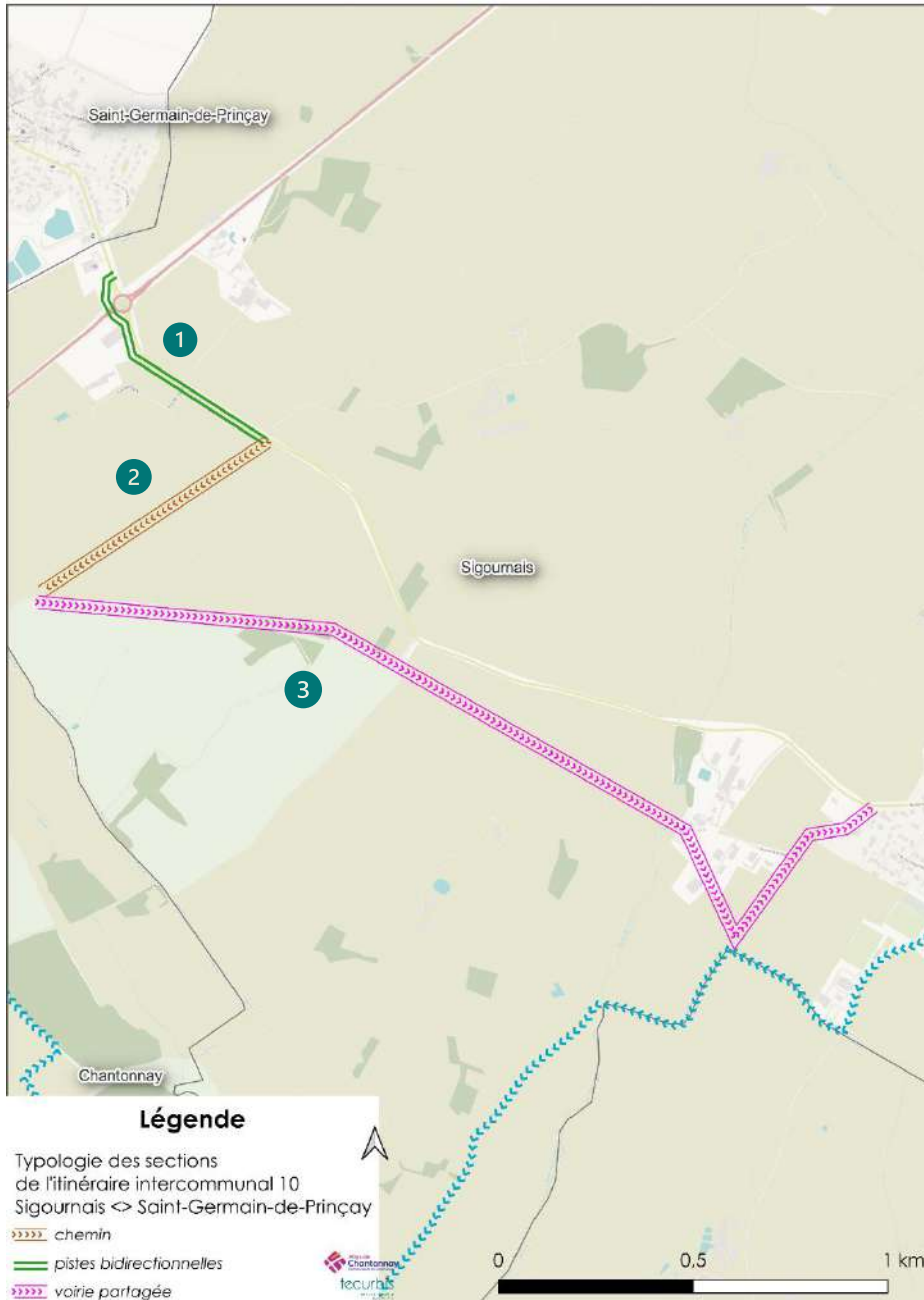 Saint-Germain-de-Prinçay
1
2
Sigournais
3
Chantonnay
Légende
Typologie des sections
de l'itinéraire intercommunal 10
Sigournais <> Saint-Germain-de-Prinçay
chemin
pistes bidirectionnelles
voirie partagée
Chantonnay
tecurbis
0 0,5 1 km